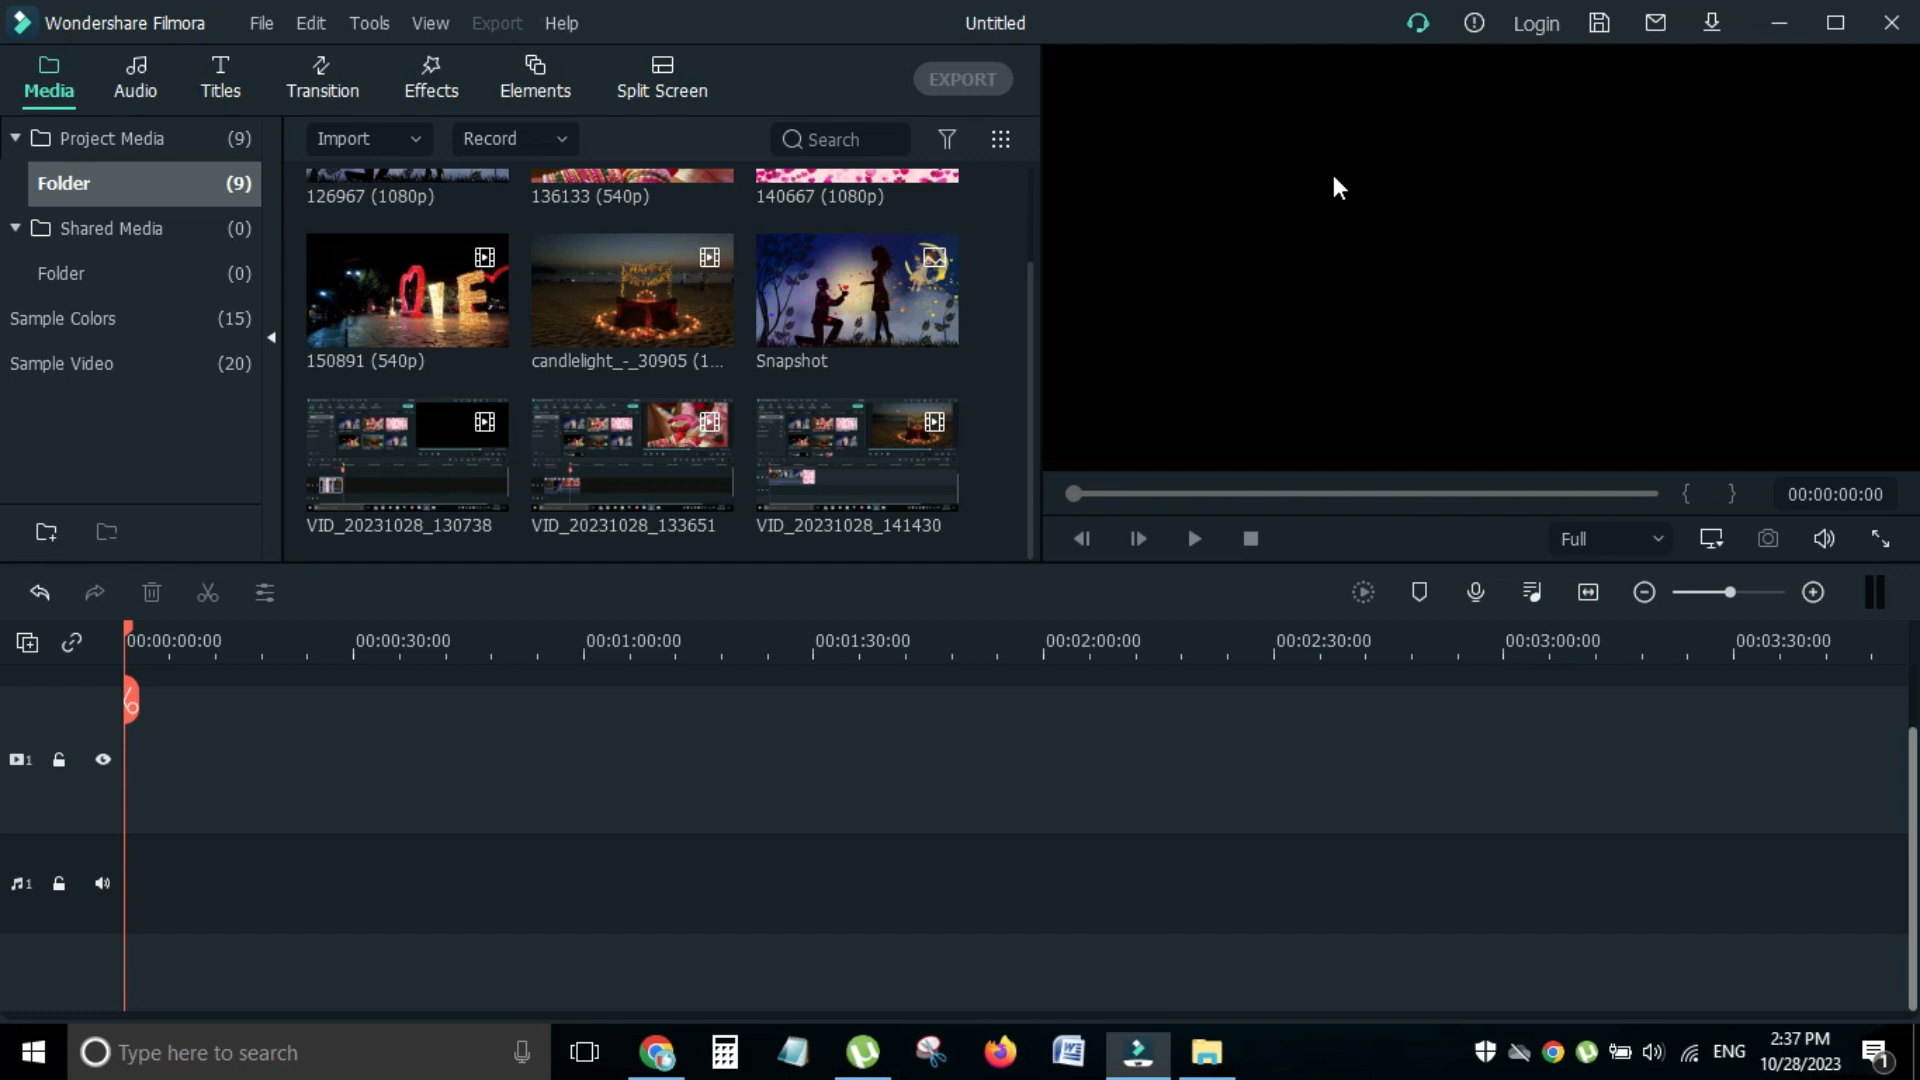 Wondershare Filmora File Edit Tools View Export Help Untitled Login
Media Audio Titles Transition Effects Elements Split Screen EXPORT
Project Media (9)
Folder (9)
Shared Media (0)
Folder (0)
Sample Colors (15)
Sample Video (20)
Import Record Search
126967 (1080p) 136133 (540p) 140667 (1080p)
150891 (540p) candlelight_-_30905 (1... Snapshot
VID_20231028_130738 VID_20231028_133651 VID_20231028_141430
00:00:00:00
Full
00:00:00:00 00:00:30:00 00:01:00:00 00:01:30:00 00:02:00:00 00:02:30:00 00:03:00:00 00:03:30:00
1
1
Type here to search
ENG
2:37 PM
10/28/2023
1